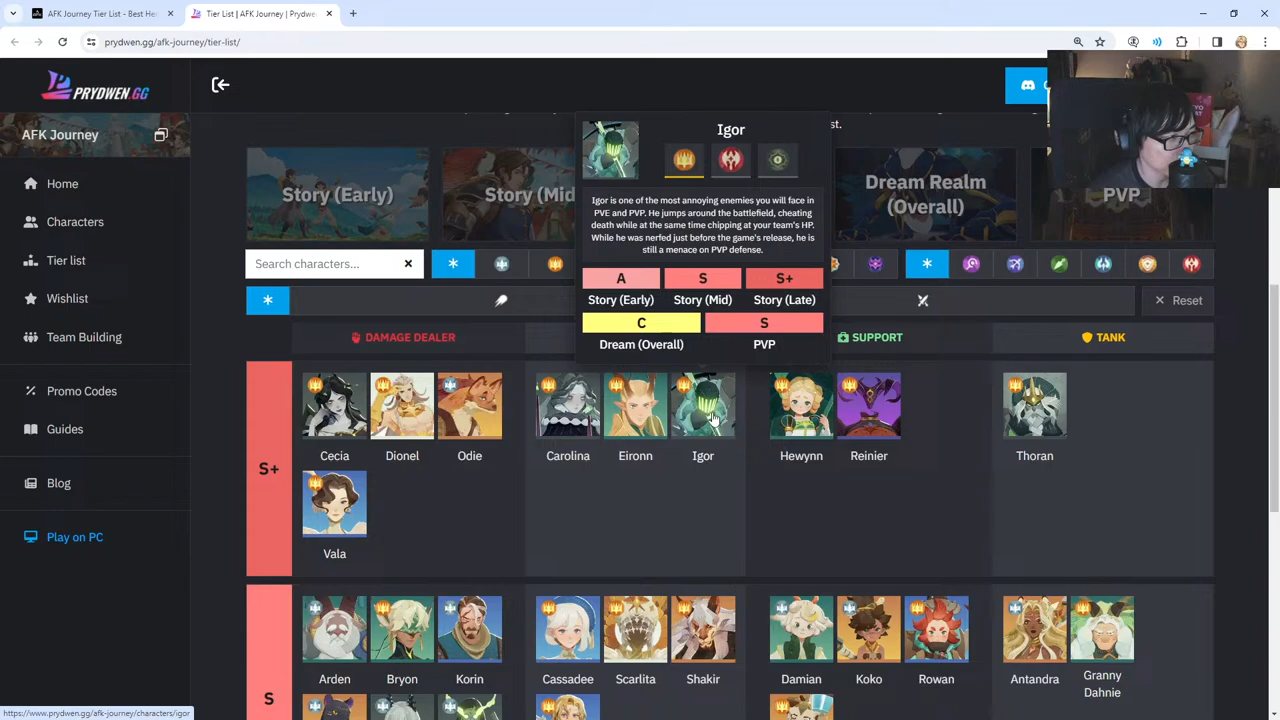 AFK Journey Tier List - Best He
Tier List | AFK Journey | Prydwe
prydwen.gg/afk-journey/tier-list/
PRYDWEN.GG
AFK Journey
Home
Characters
Tier list
Wishlist
Team Building
Promo Codes
Guides
Blog
Play on PC
st.
Story (Early)
Story (Mid)
Dream Realm
(Overall)
PVP
Igor
Igor is one of the most annoying enemies you will face in
PVE and PVP. He jumps around the battlefield, cheating
death while at the same time chipping at your team's HP.
While he was nerfed just before the game's release, he is
still a menace on PVP defense.
A
S
S+
Story (Early)
Story (Mid)
Story (Late)
C
S
Dream (Overall)
PVP
Search characters...
Reset
DAMAGE DEALER
SUPPORT
TANK
S+
Cecia
Dionel
Odie
Carolina
Eironn
Igor
Hewynn
Reinier
Thoran
Vala
S
Arden
Bryon
Korin
Cassadee
Scarlita
Shakir
Damian
Koko
Rowan
Antandra
Granny
Dahnie
https://www.prydwen.gg/afk-journey/characters/igor